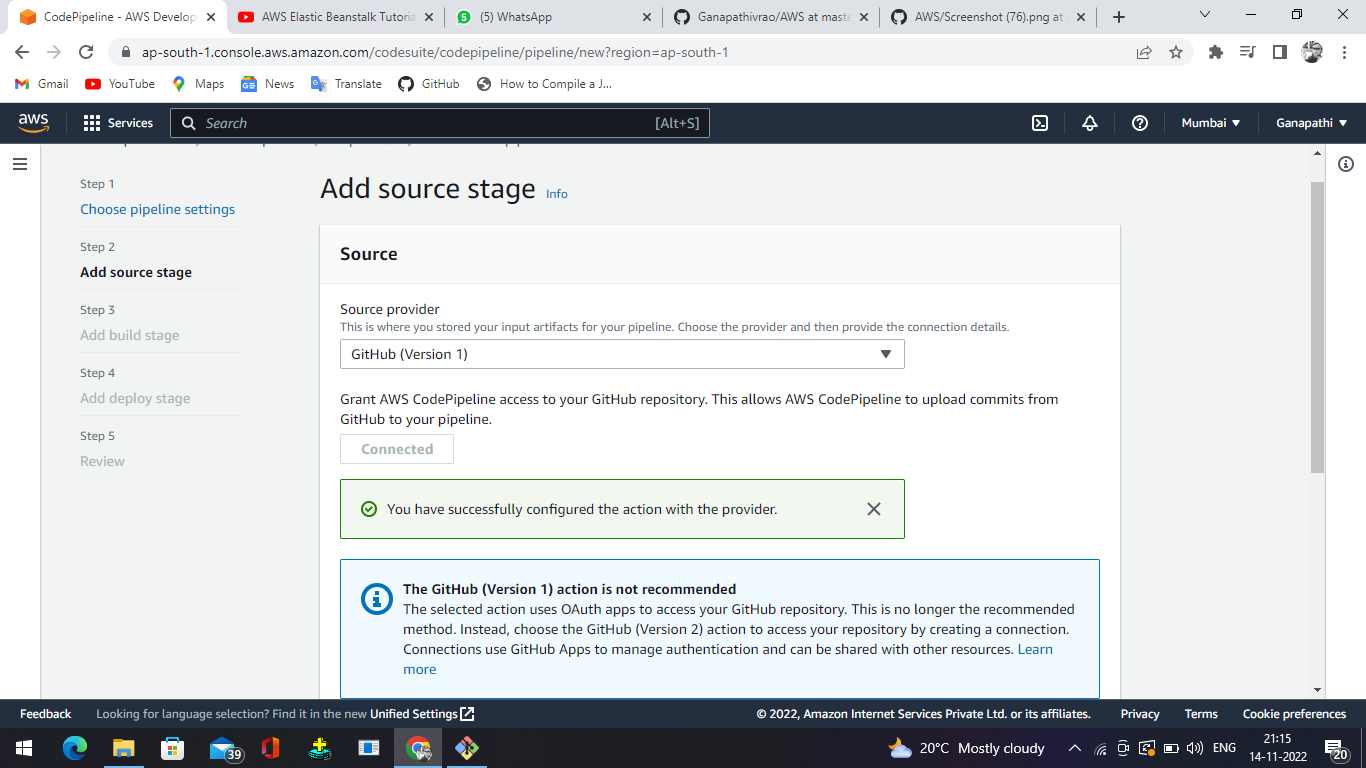 CodePipeline - AWS Develop
AWS Elastic Beanstalk Tutoria
(5) WhatsApp
Ganapathivrao/AWS at mast
AWS/Screenshot (76).png at
ap-south-1.console.aws.amazon.com/codesuite/codepipeline/pipeline/new?region=ap-south-1
Gmail
YouTube
Maps
News
Translate
GitHub
How to Compile a J...
aws
Services
Search
[Alt+S]
Mumbai
Ganapathi
Step 1
Choose pipeline settings
Step 2
Add source stage
Step 3
Add build stage
Step 4
Add deploy stage
Step 5
Review
Add source stage Info
Source
Source provider
This is where you stored your input artifacts for your pipeline. Choose the provider and then provide the connection details.
GitHub (Version 1)
Grant AWS CodePipeline access to your GitHub repository. This allows AWS CodePipeline to upload commits from
GitHub to your pipeline.
Connected
You have successfully configured the action with the provider.
The GitHub (Version 1) action is not recommended
The selected action uses OAuth apps to access your GitHub repository. This is no longer the recommended
method. Instead, choose the GitHub (Version 2) action to access your repository by creating a connection.
Connections use GitHub Apps to manage authentication and can be shared with other resources. Learn
more
Feedback
Looking for language selection? Find it in the new Unified Settings
© 2022, Amazon Internet Services Private Ltd. or its affiliates.
Privacy
Terms
Cookie preferences
39
20°C Mostly cloudy
ENG
21:15
14-11-2022
20